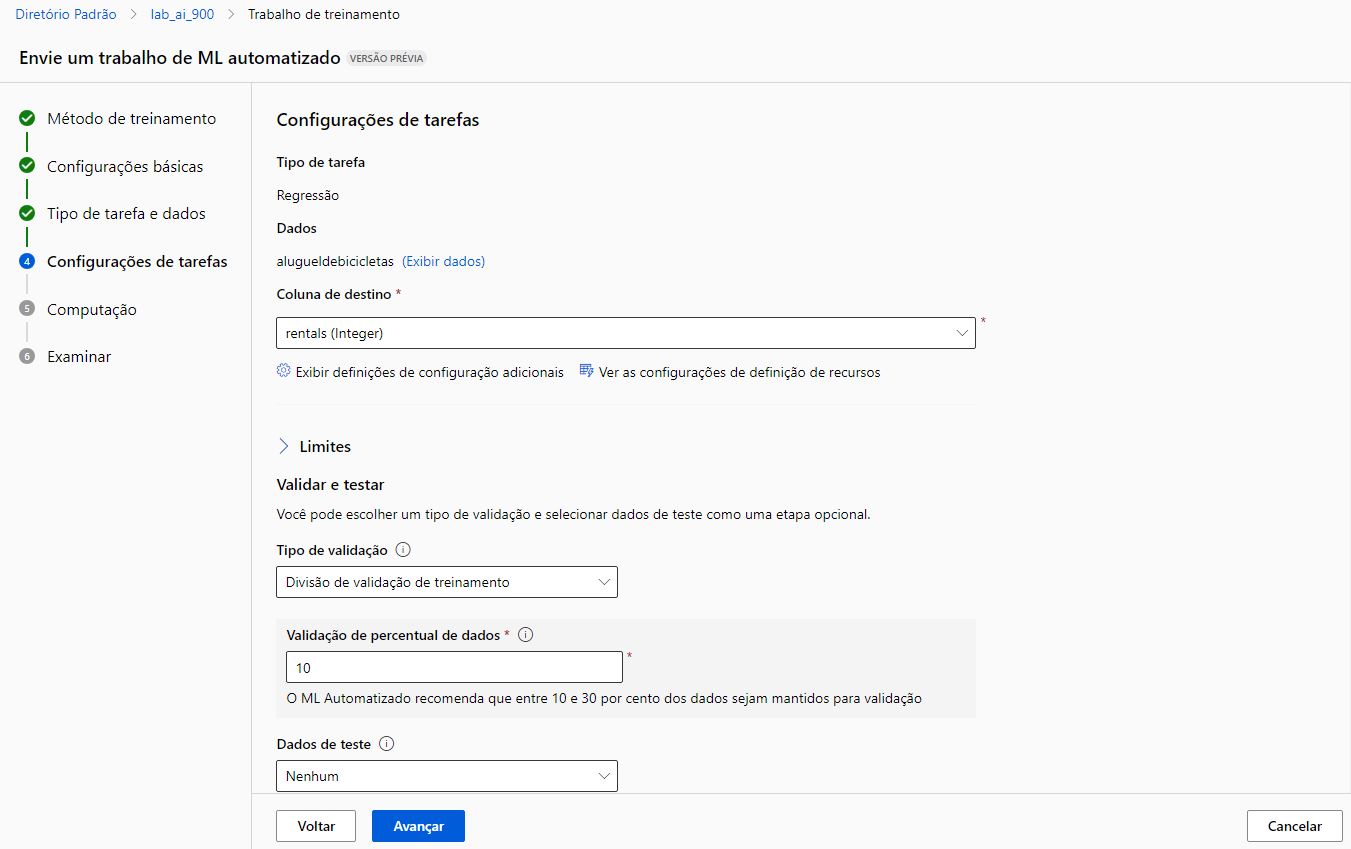 Diretório Padrão > lab_ai_900 > Trabalho de treinamento
Envie um trabalho de ML automatizado VERSÃO PRÉVIA
Método de treinamento
Configurações básicas
Tipo de tarefa e dados
4 Configurações de tarefas
5 Computação
6 Examinar
Configurações de tarefas
Tipo de tarefa
Regressão
Dados
alugueldebicicletas (Exibir dados)
Coluna de destino *
rentals (Integer) *
Exibir definições de configuração adicionais Ver as configurações de definição de recursos
Limites
Validar e testar
Você pode escolher um tipo de validação e selecionar dados de teste como uma etapa opcional.
Tipo de validação
Divisão de validação de treinamento
Validação de percentual de dados *
10 *
O ML Automatizado recomenda que entre 10 e 30 por cento dos dados sejam mantidos para validação
Dados de teste
Nenhum
Voltar Avançar Cancelar